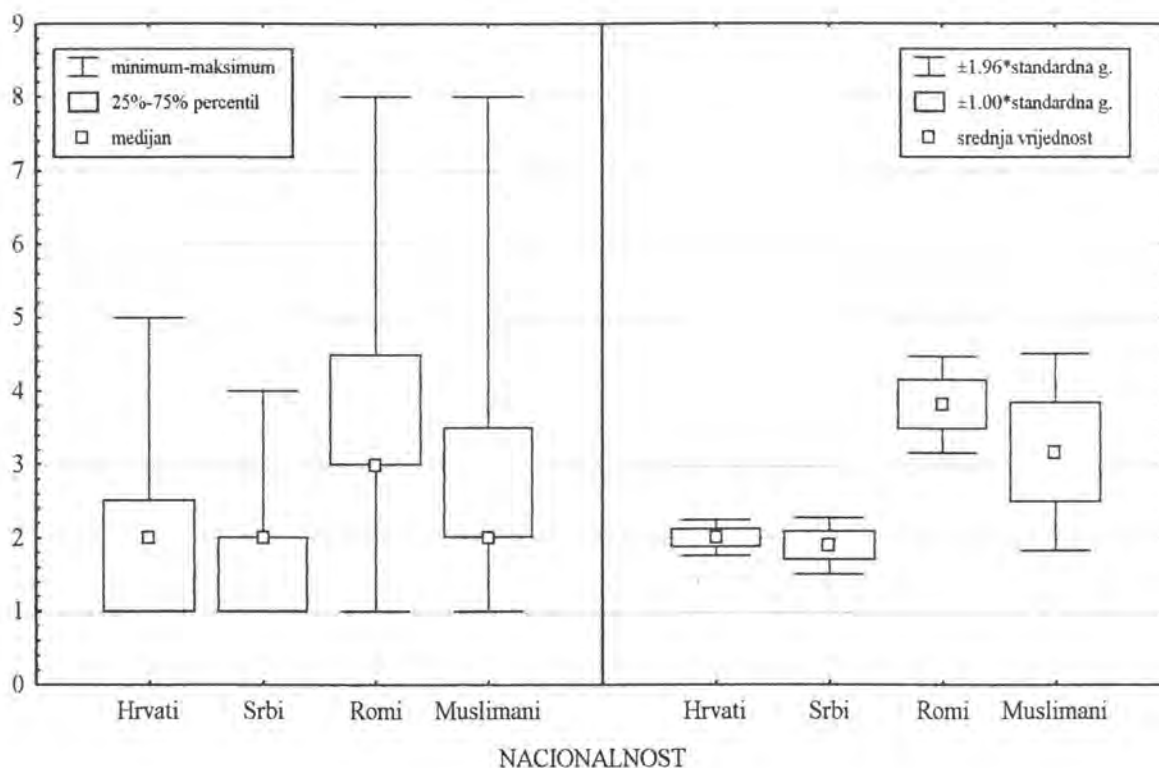 9
8
7
6
5
4
3
2
1
0
minimum-maksimum
25%-75% percentil
medijan
±1.96*standardna g.
±1.00*standardna g.
srednja vrijednost
Hrvati Srbi Romi Muslimani Hrvati Srbi Romi Muslimani
NACIONALNOST